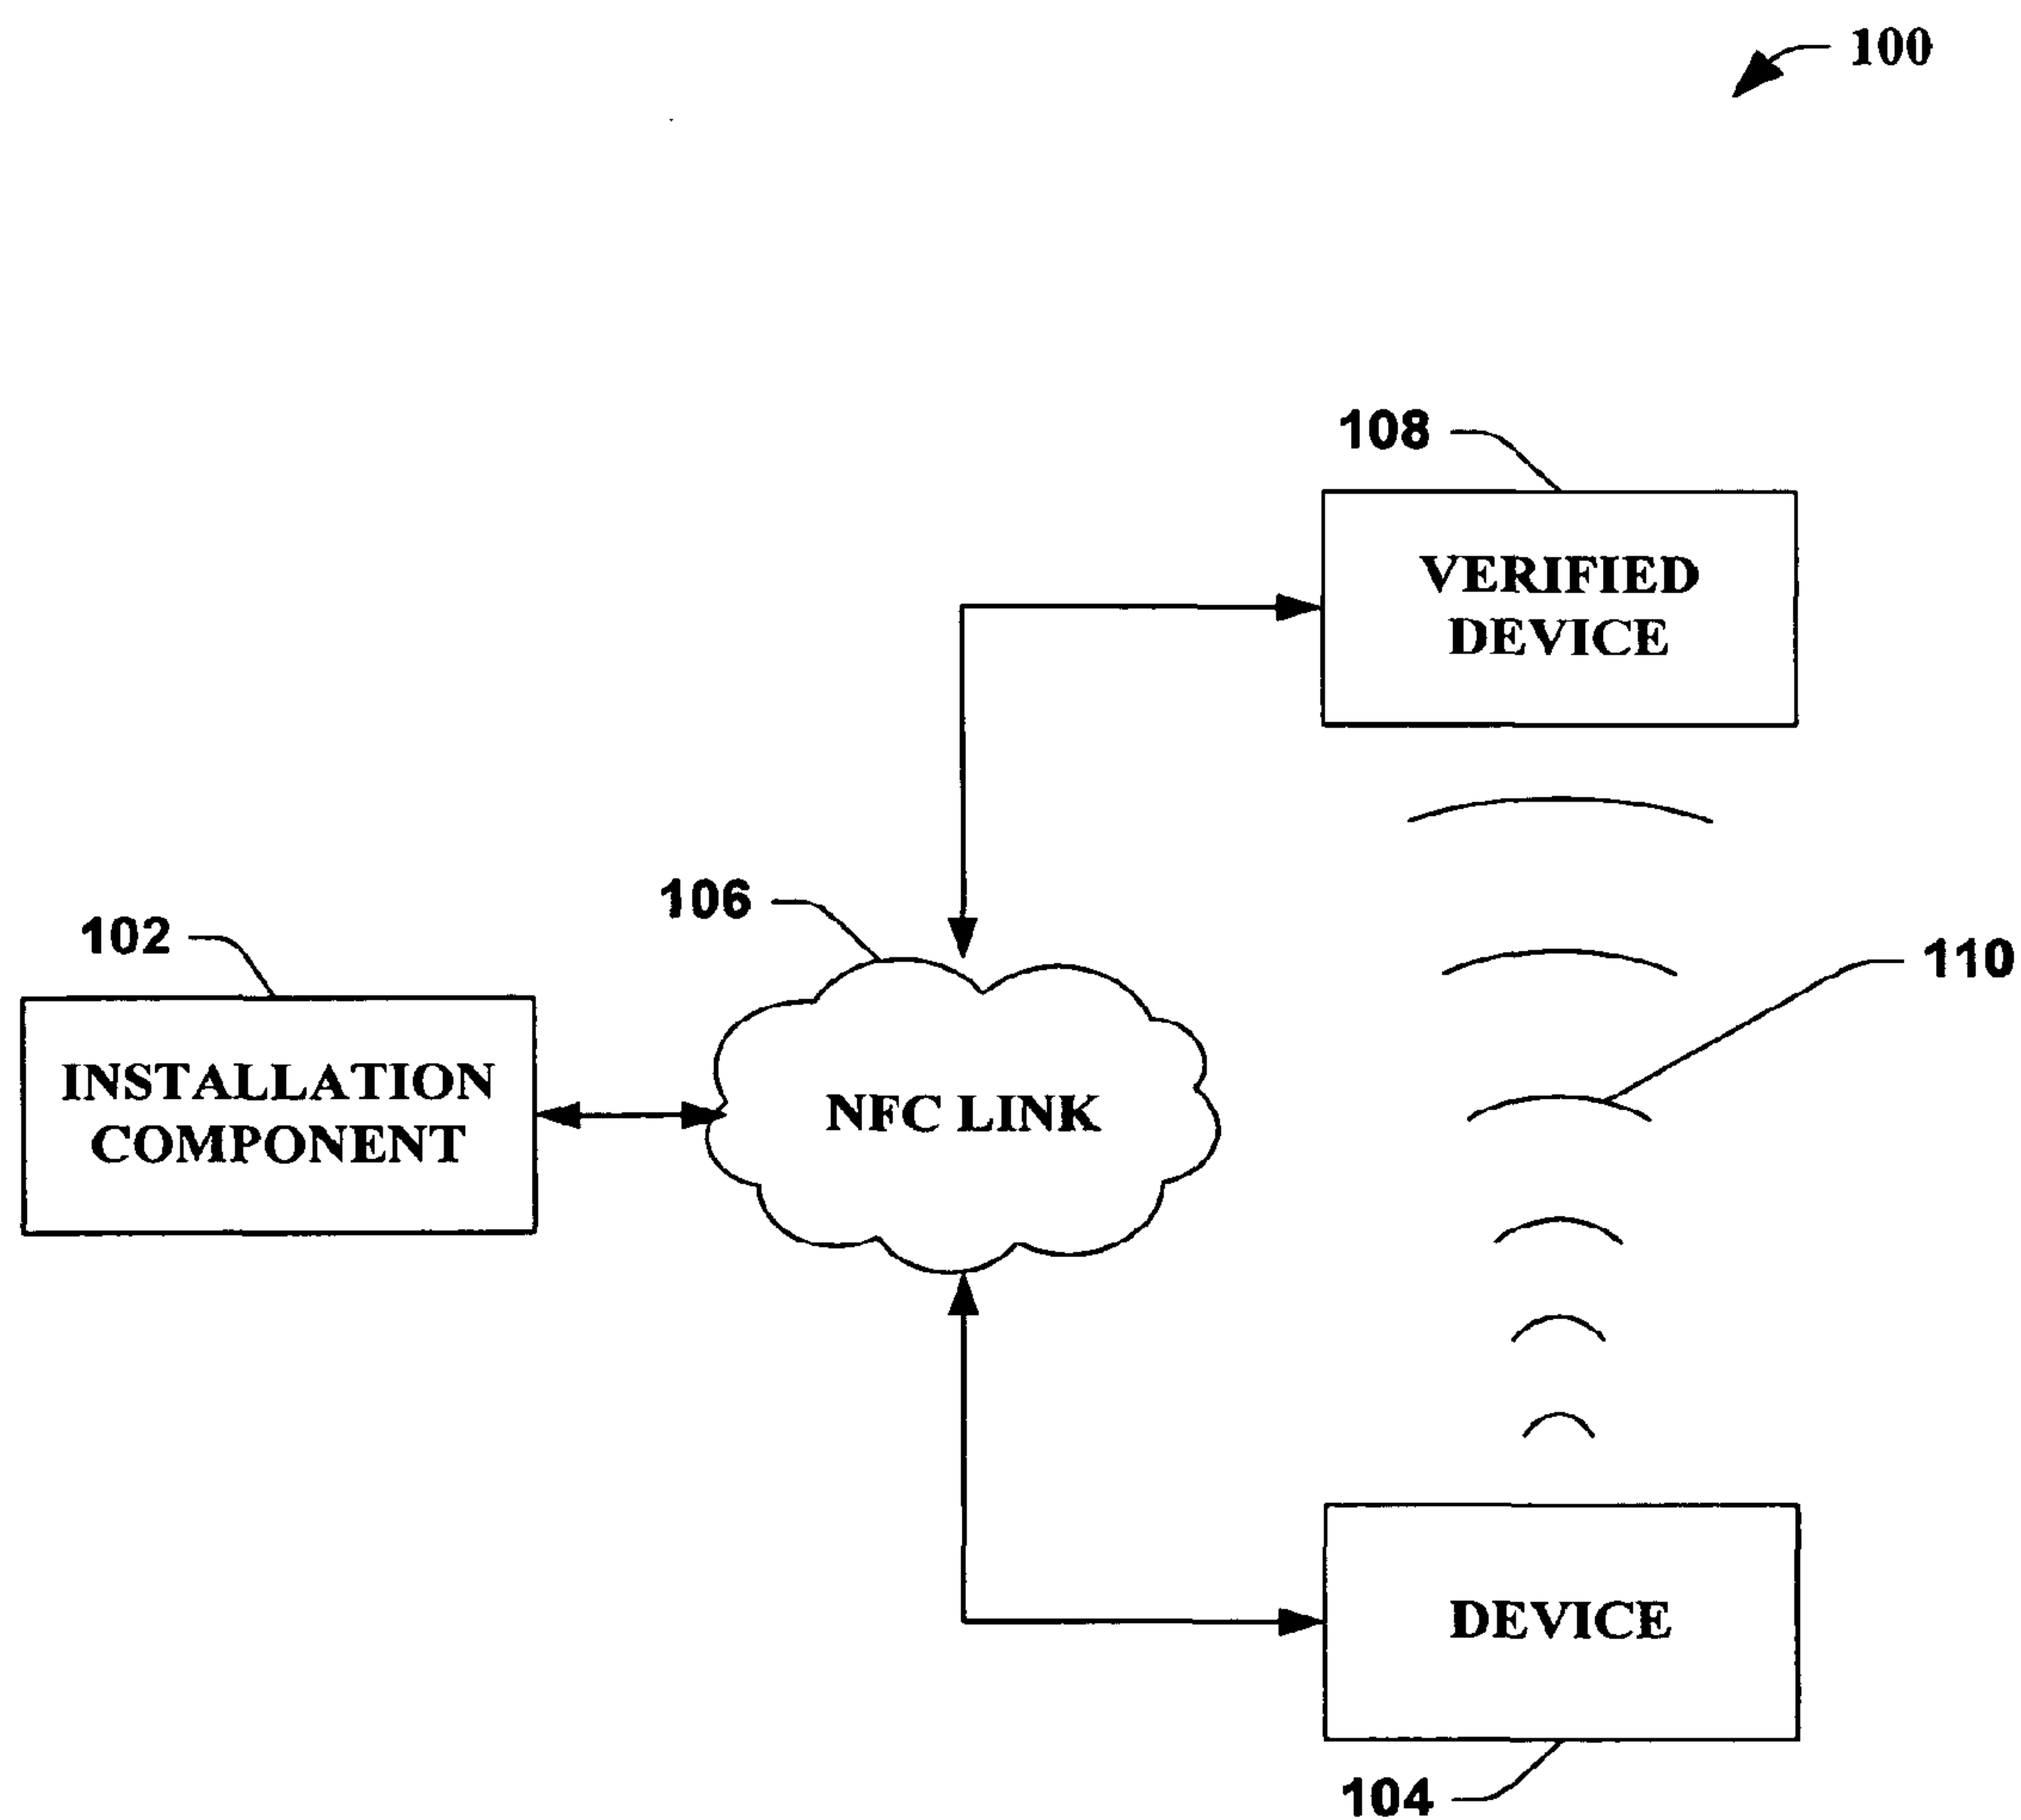 100
108
VERIFIED
DEVICE
106
102
110
INSTALLATION
COMPONENT
NFC LINK
DEVICE
104